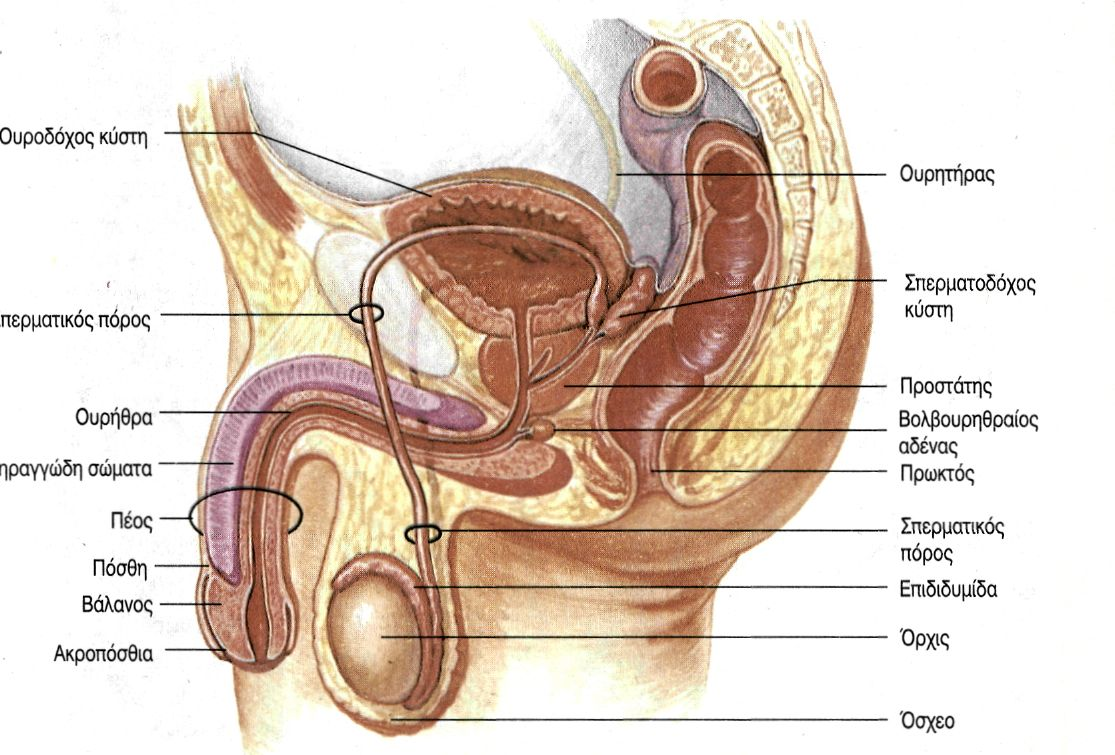 Ουροδόχος κύστη
περματικός πόρος
Ουρήθρα
ηραγγώδη σώματα
Πέος
Πόσθη
Βάλανος
Ακροπόσθια
Ουρητήρας
Σπερματοδόχος
κύστη
Προστάτης
Βολβουρηθραίος
αδένας
Πρωκτός
Σπερματικός
πόρος
Επιδιδυμίδα
Όρχις
Όσχεο